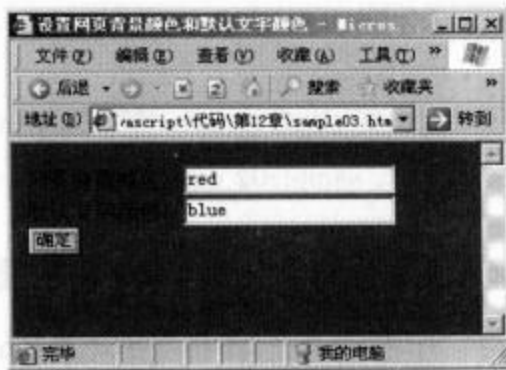 设置网页背景颜色和默认文字颜色 - Micros
文件(F) 编辑(E) 查看(V) 收藏(A) 工具(T) »
后退 搜索 收藏夹 »
地址(D) vascript\代码\第12章\sample03.htm 转到
red
blue
确定
完毕 我的电脑